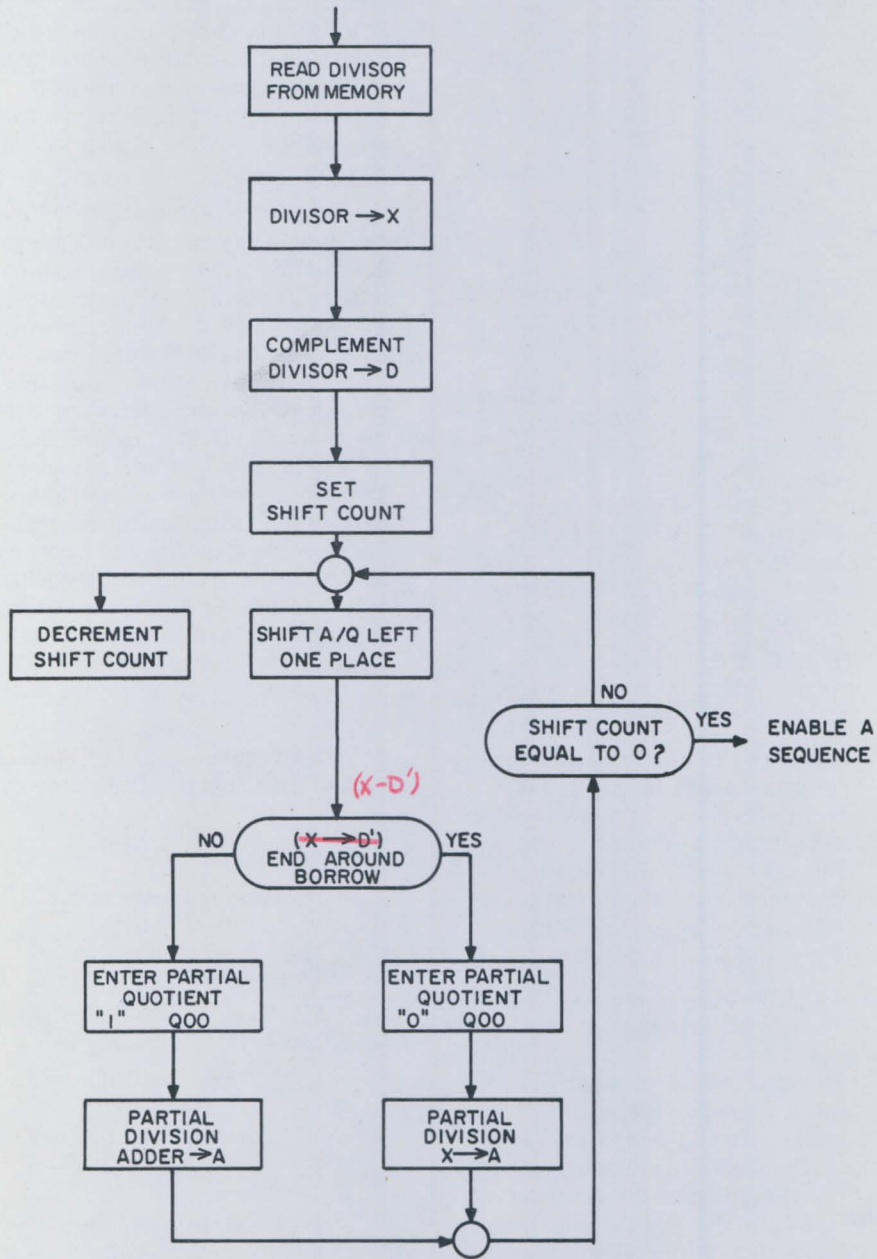 READ DIVISOR
FROM MEMORY
DIVISOR → X
COMPLEMENT
DIVISOR → D
SET
SHIFT COUNT
DECREMENT
SHIFT COUNT
SHIFT A/Q LEFT
ONE PLACE
NO
SHIFT COUNT
EQUAL TO 0?
YES
ENABLE A
SEQUENCE
(X-D')
NO
(X → D')
END AROUND
BORROW
YES
ENTER PARTIAL
QUOTIENT
"1" Q00
ENTER PARTIAL
QUOTIENT
"0" Q00
PARTIAL
DIVISION
ADDER → A
PARTIAL
DIVISION
X → A